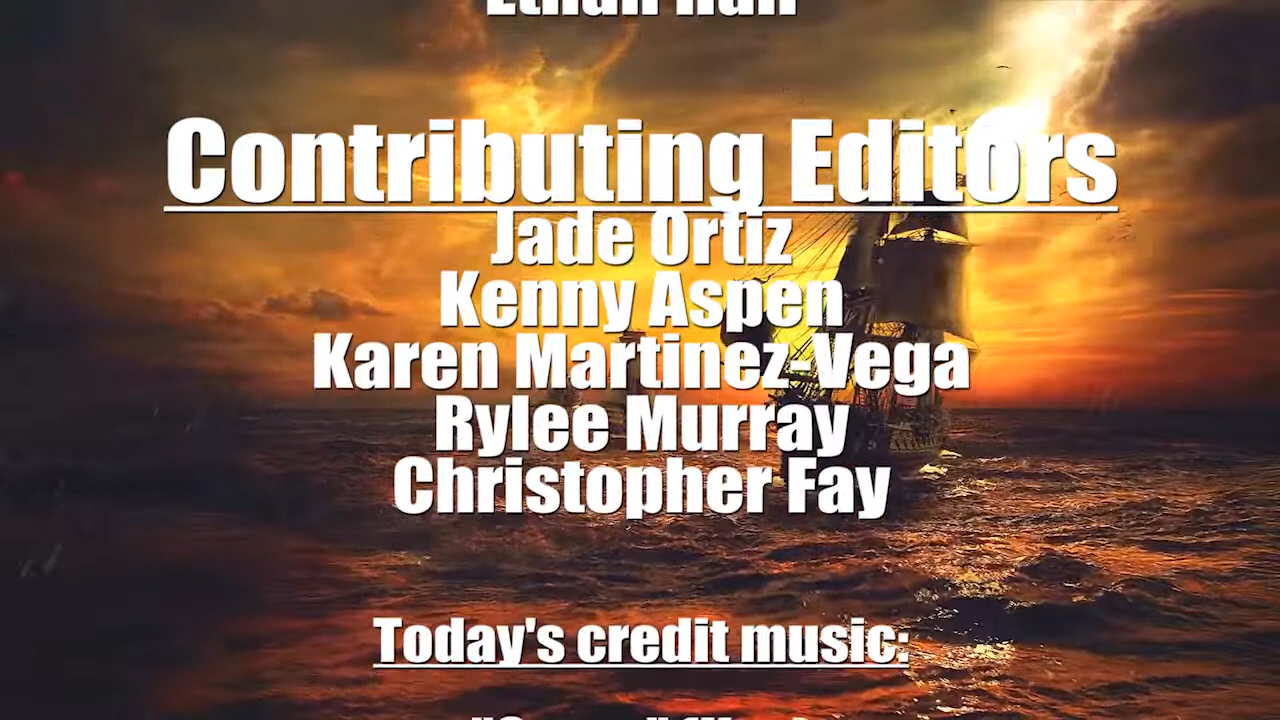 Contributing Editors
Jade Ortiz
Kenny Aspen
Karen Martinez-Vega
Rylee Murray
Christopher Fay
Today's credit music: